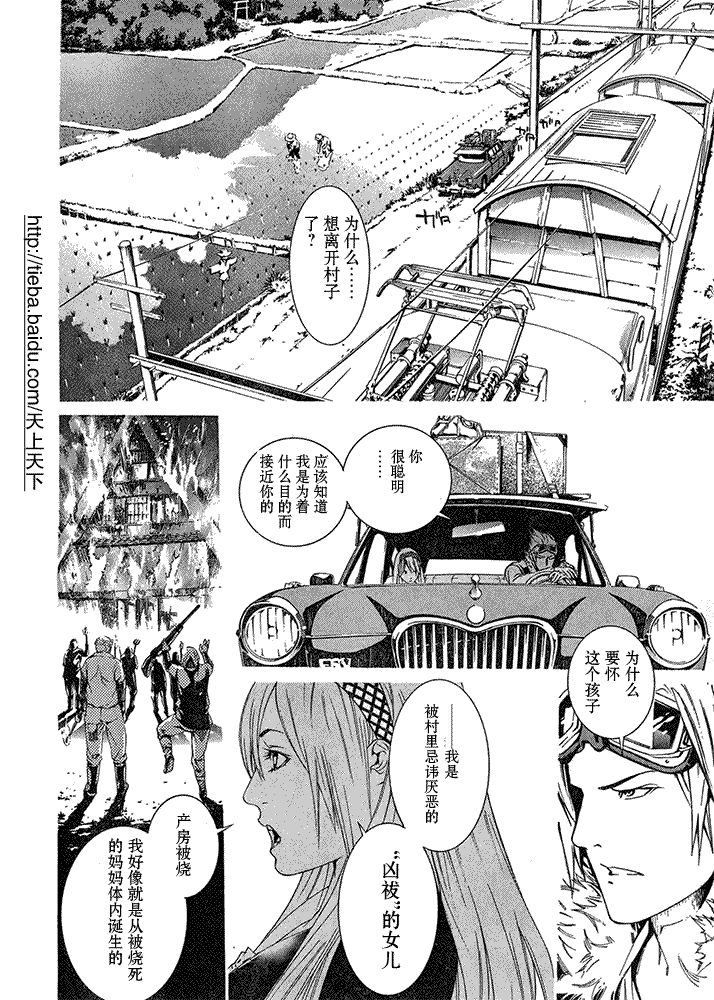 为什么……
想离开村子
了？
ガロ
http://tieba.baidu.com/天上天下
你
很聪明
……
应该知道
我是为着
什么目的而
接近你的
为什么
要怀
这个孩子
——我是
被村里忌讳厌恶的
“凶祓”的女儿
产房被烧
我好像就是从被烧死
的妈妈体内诞生的